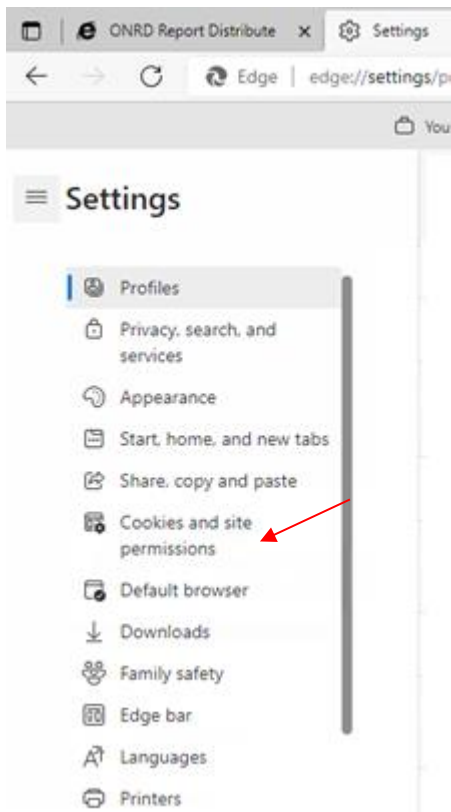 ONRD Report Distribute
Settings
Edge | edge://settings/p
You
Settings
Profiles
Privacy, search, and
services
Appearance
Start, home, and new tabs
Share, copy and paste
Cookies and site
permissions
Default browser
Downloads
Family safety
Edge bar
Languages
Printers